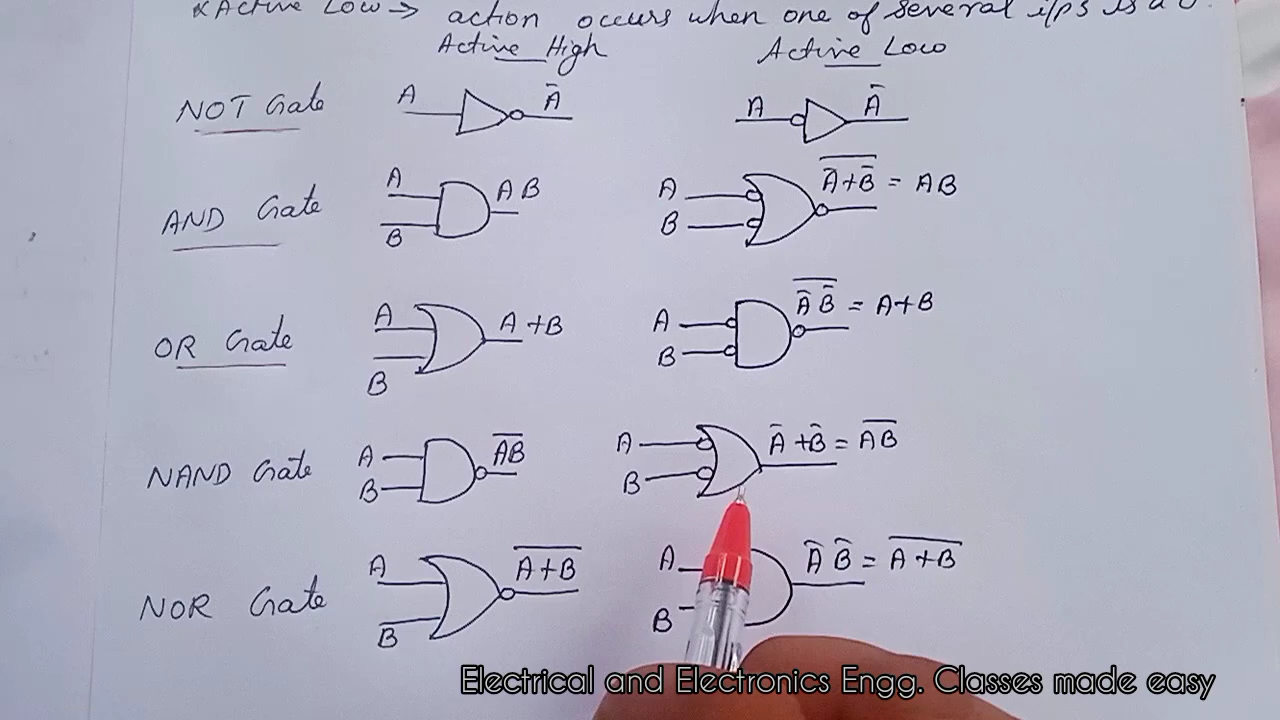 * Active Low → action occurs when one of several i/ps is a 0.
Active High Active Low
NOT Gate A Ā A Ā
AND Gate A B AB A B \overline{Ā+B̄} = AB
OR Gate A B A+B A B \overline{Ā B̄} = A+B
NAND Gate A B \overline{AB} A B Ā+B̄ = \overline{AB}
NOR Gate A B \overline{A+B} A B Ā B̄ = \overline{A+B}
Electrical and Electronics Engg. Classes made easy